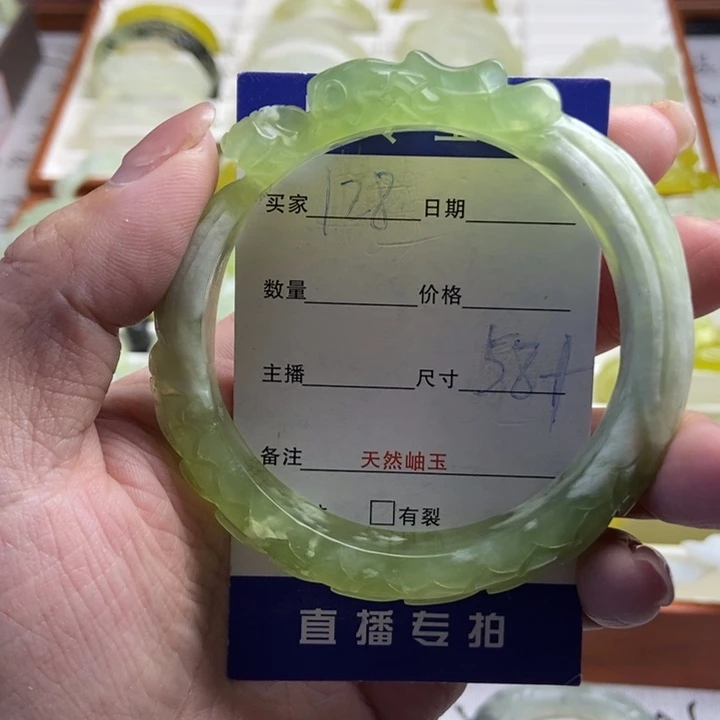 买家 128 日期
数量 价格
主播 尺寸 58+
备注 天然岫玉
□有裂
直播专拍